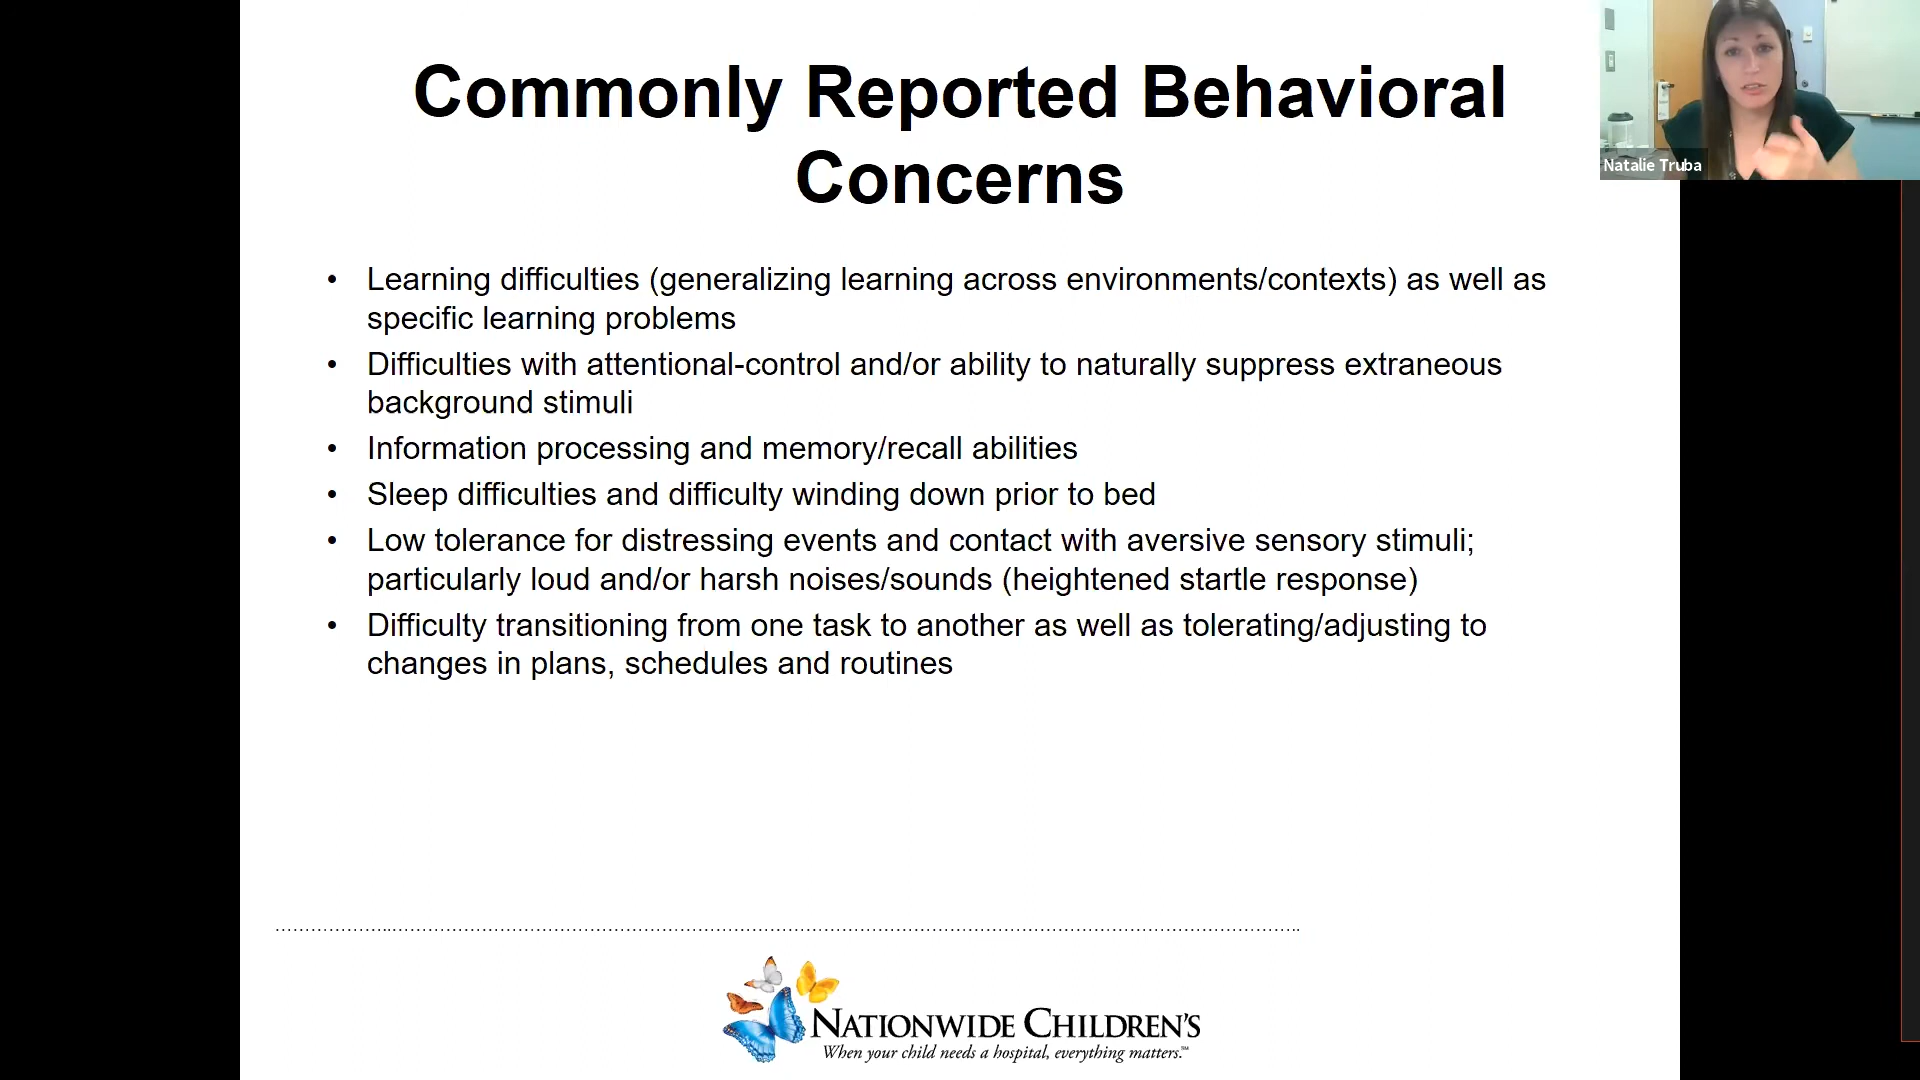 Commonly Reported Behavioral
Concerns
Natalie Truba
• Learning difficulties (generalizing learning across environments/contexts) as well as
specific learning problems
• Difficulties with attentional-control and/or ability to naturally suppress extraneous
background stimuli
• Information processing and memory/recall abilities
• Sleep difficulties and difficulty winding down prior to bed
• Low tolerance for distressing events and contact with aversive sensory stimuli;
particularly loud and/or harsh noises/sounds (heightened startle response)
• Difficulty transitioning from one task to another as well as tolerating/adjusting to
changes in plans, schedules and routines
NATIONWIDE CHILDREN'S
When your child needs a hospital, everything matters.℠